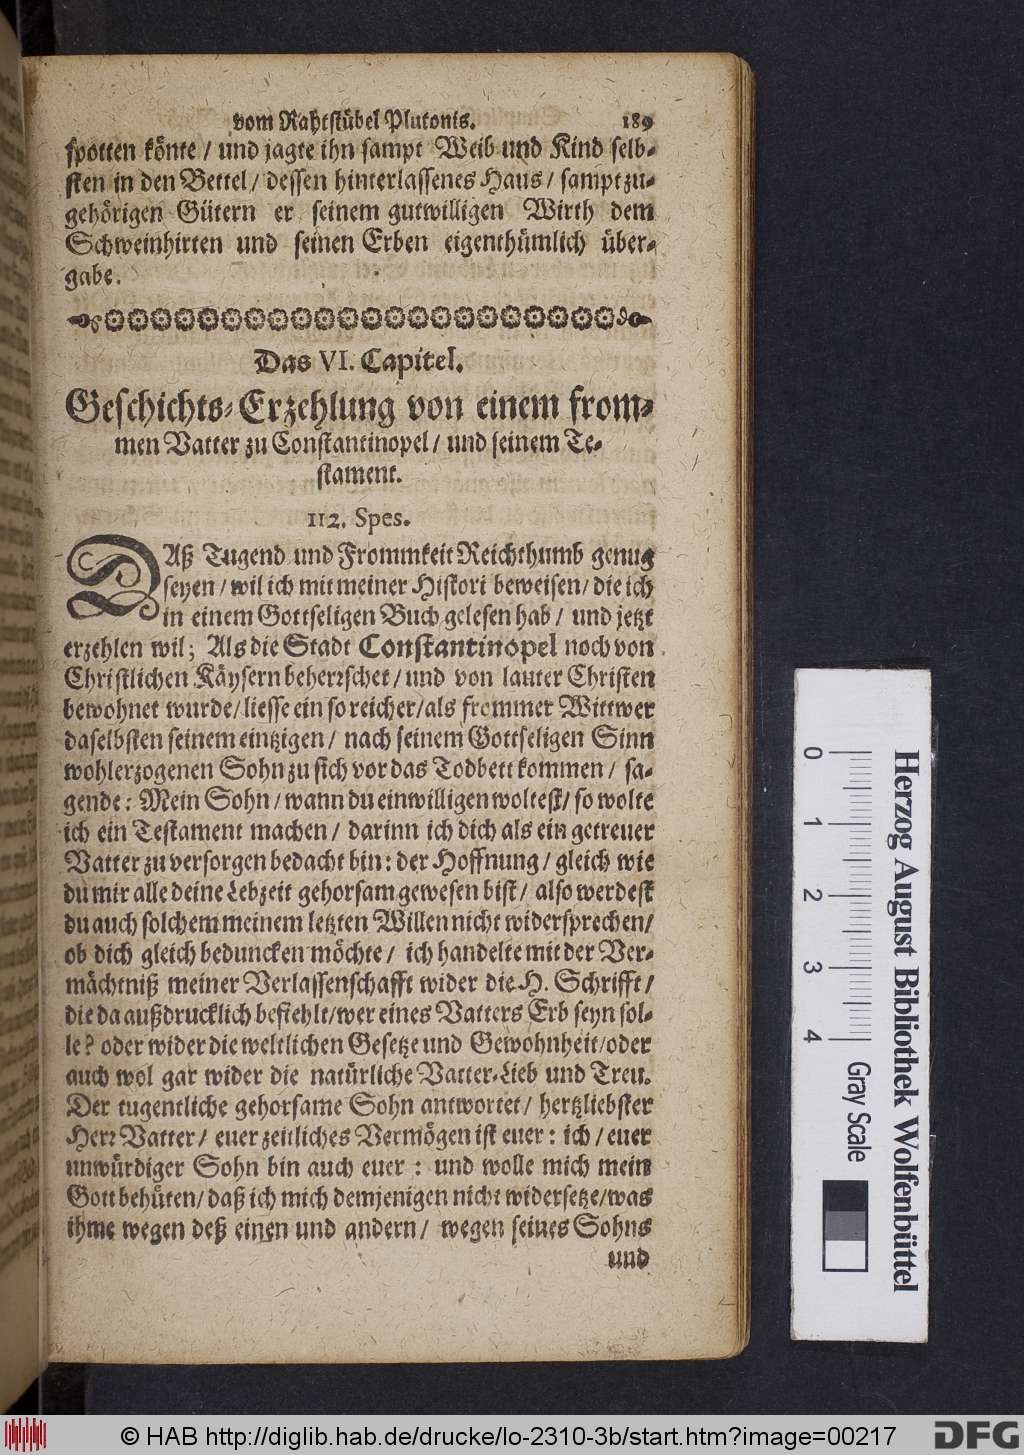 vom Rahtstübel Plutonis. 189
spotten könte / und jagte ihn sampt Weib und Kind selb-
sten in den Bettel / dessen hinterlassenes Haus / sampt zu-
gehörigen Gütern er seinem gutwilligen Wirth dem
Schweinhirten und seinen Erben eigenthümlich über-
gabe.
Das VI. Capitel.
Geschichts-Erzehlung von einem from-
men Vatter zu Constantinopel / und seinem Te-
stament.
112. Spes.
DAß Tugend und Frommkeit Reichthumb genug
seyen / wil ich mit meiner Histori beweisen / die ich
in einem Gottseligen Buch gelesen hab / und jetzt
erzehlen wil; Als die Stadt Constantinopel noch von
Christlichen Käysern beherrschet / und von lauter Christen
bewohnet wurde / liesse ein so reicher / als frommer Wittwer
daselbsten seinem eintzigen / nach seinem Gottseligen Sinn
wohlerzogenen Sohn zu sich vor das Todbett kommen / sa-
gende: Mein Sohn / wann du einwilligen woltest / so wolte
ich ein Testament machen / darinn ich dich als ein getreuer
Vatter zu versorgen bedacht bin: der Hoffnung / gleich wie
du mir alle deine Lebzeit gehorsam gewesen bist / also werdest
du auch solchem meinem letzten Willen nicht widersprechen /
ob dich gleich beduncken möchte / ich handelte mit der Ver-
mächtniß meiner Verlassenschafft wider die H. Schrifft /
die da außdrucklich befiehlt / wer eines Vatters Erb seyn sol-
le? oder wider die weltlichen Gesetze und Gewohnheit / oder
auch wol gar wider die natürliche Vatter-Lieb und Treu.
Der tugentliche gehorsame Sohn antwortet / hertzliebster
Herr Vatter / euer zeitliches Vermögen ist euer: ich / euer
unwürdiger Sohn bin auch euer: und wolle mich mein
Gott behüten / daß ich mich demjenigen nicht widersetze / was
ihme wegen deß einen und andern / wegen seines Sohns
und
0 1 2 3 4
Gray Scale
Herzog August Bibliothek Wolfenbüttel
© HAB http://diglib.hab.de/drucke/lo-2310-3b/start.htm?image=00217
DFG